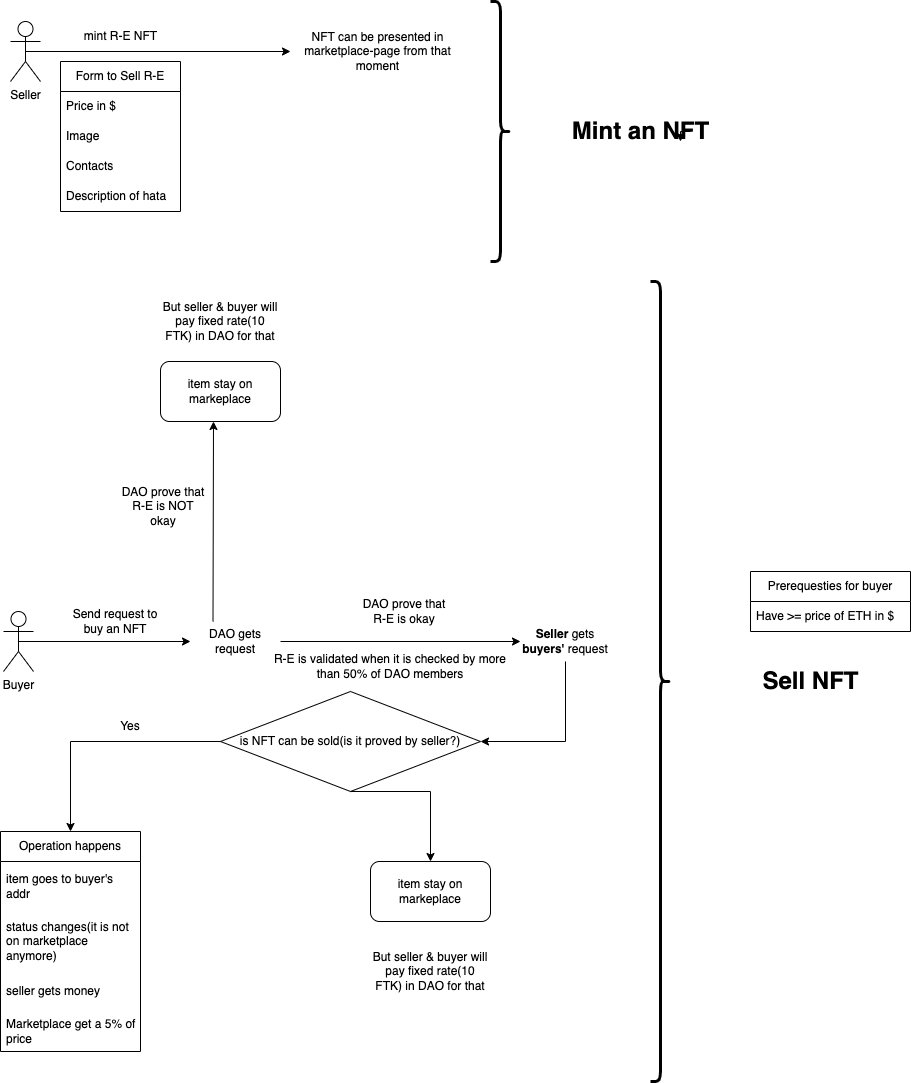 mint R-E NFT
NFT can be presented in
marketplace-page from that
moment
Seller
Form to Sell R-E
Price in $
Image
Contacts
Description of hata
Mint an NFT
But seller & buyer will
pay fixed rate(10
FTK) in DAO for that
item stay on
markeplace
DAO prove that
R-E is NOT
okay
Prerequesties for buyer
Have >= price of ETH in $
Send request to
buy an NFT
Buyer
DAO gets
request
DAO prove that
R-E is okay
R-E is validated when it is checked by more
than 50% of DAO members
Seller gets
buyers' request
Sell NFT
is NFT can be sold(is it proved by seller?)
Yes
Operation happens
item goes to buyer's
addr
status changes(it is not
on marketplace
anymore)
seller gets money
Marketplace get a 5% of
price
item stay on
markeplace
But seller & buyer will
pay fixed rate(10
FTK) in DAO for that